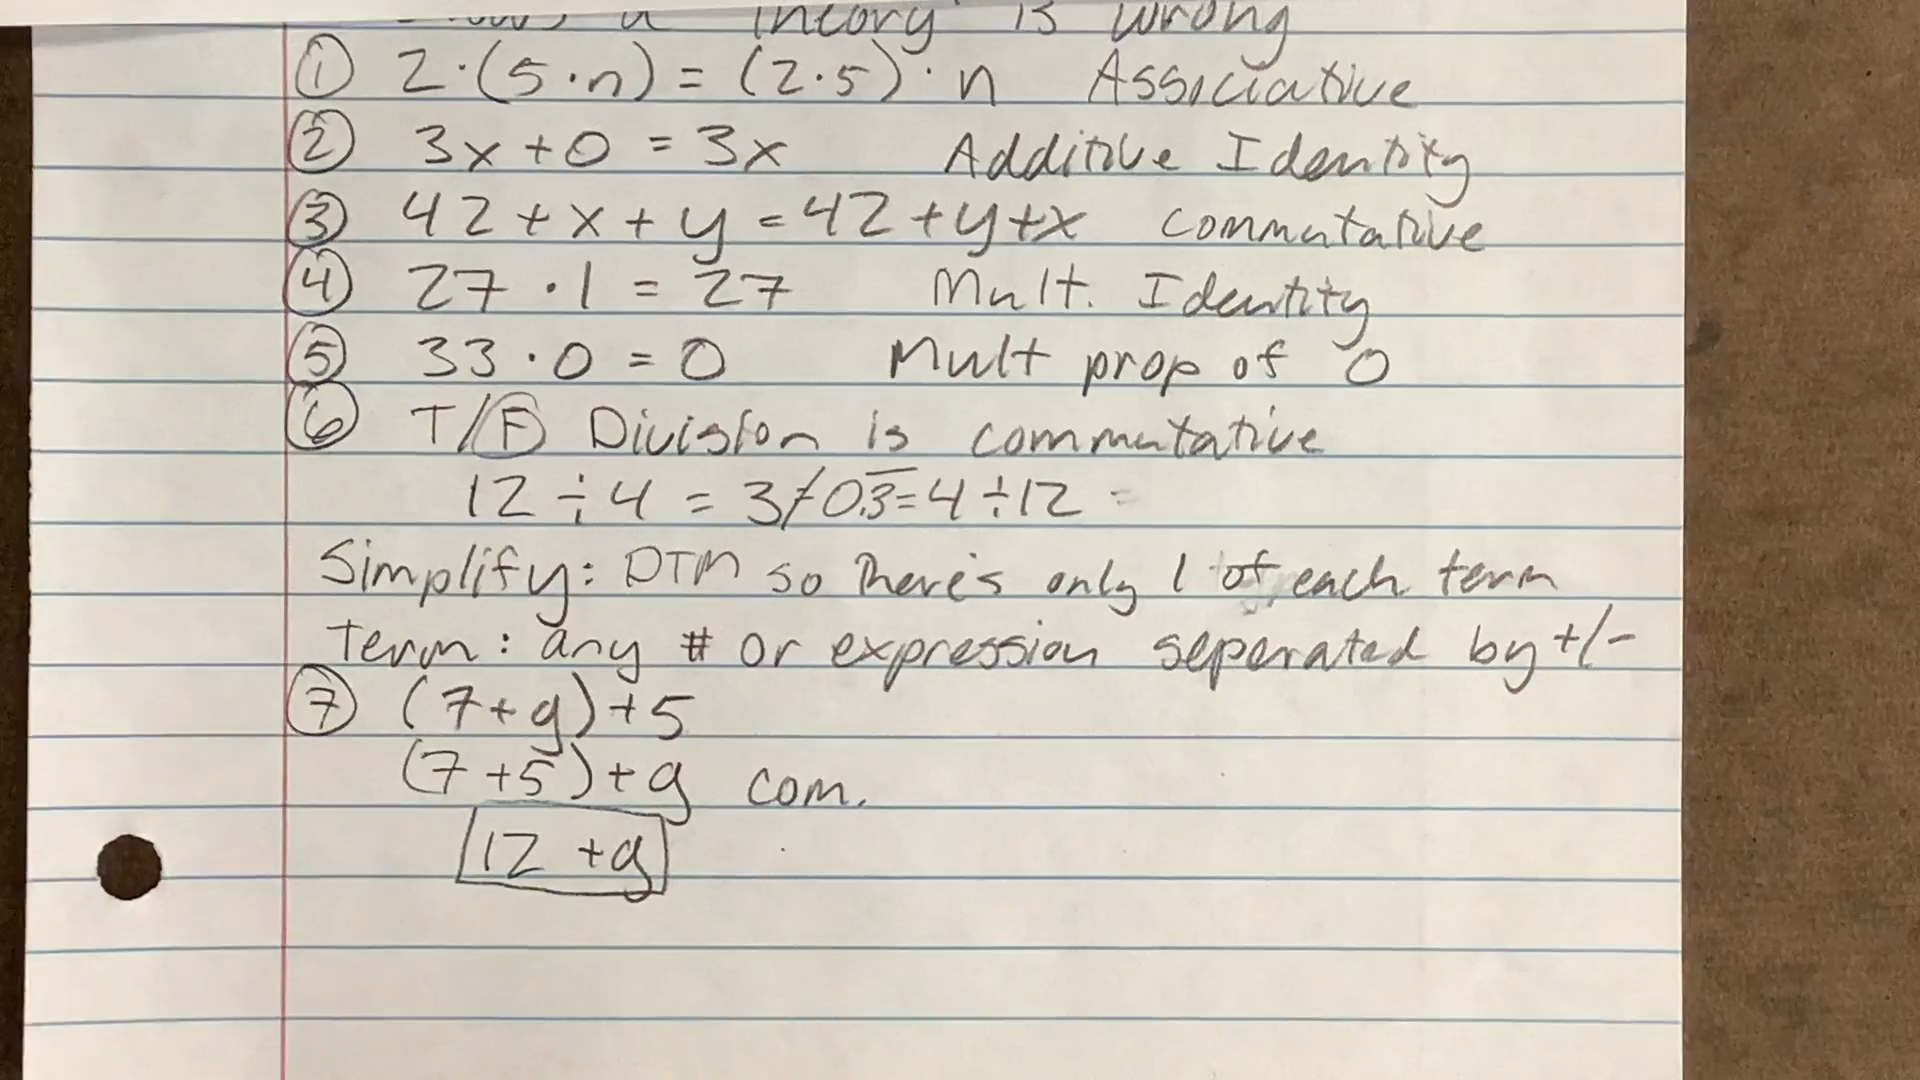 a theory is wrong
① 2·(5·n) = (2·5)·n Associative
② 3x+0 = 3x Additive Identity
③ 42+x+y = 42+y+x commutative
④ 27·1 = 27 Mult. Identity
⑤ 33·0 = 0 Mult prop of 0
⑥ T/F Division is commutative
12÷4 = 3≠0.3̅=4÷12 =
Simplify: DTM so there's only 1 of each term
Term: any # or expression seperated by +/-
⑦ (7+g)+5
(7+5)+g com.
12+g